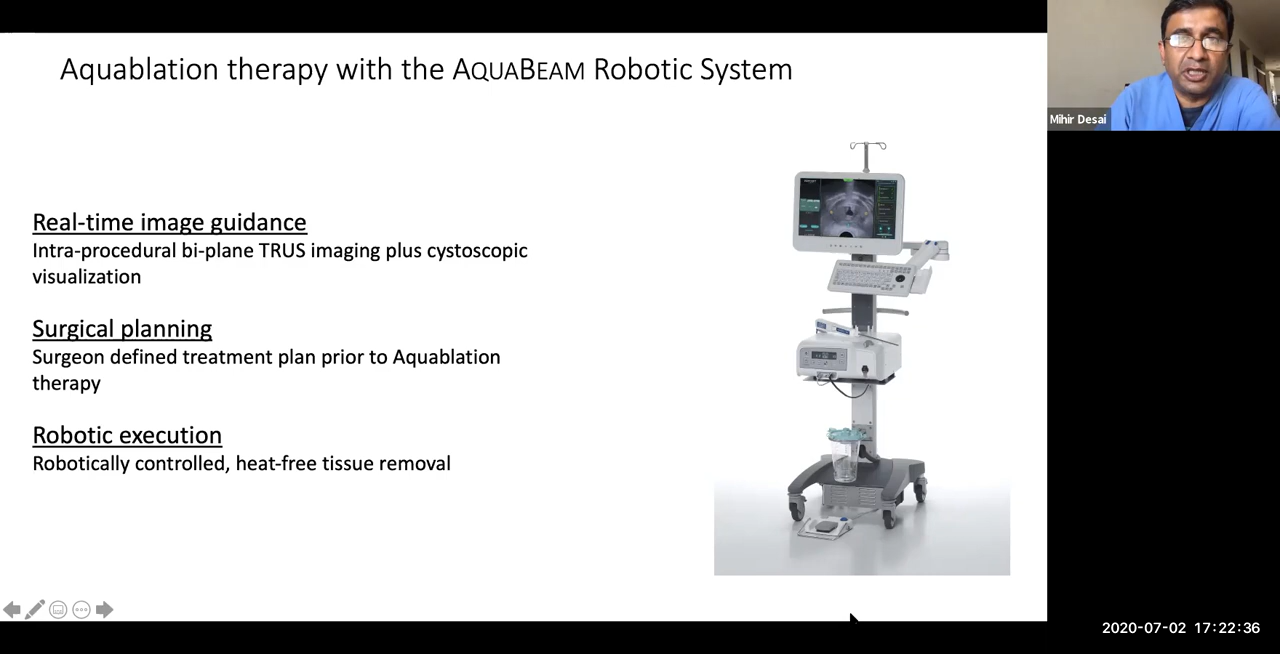 Aquablation therapy with the AQUABEAM Robotic System
Mihir Desai
Real-time image guidance
Intra-procedural bi-plane TRUS imaging plus cystoscopic
visualization
Surgical planning
Surgeon defined treatment plan prior to Aquablation
therapy
Robotic execution
Robotically controlled, heat-free tissue removal
2020-07-02 17:22:36